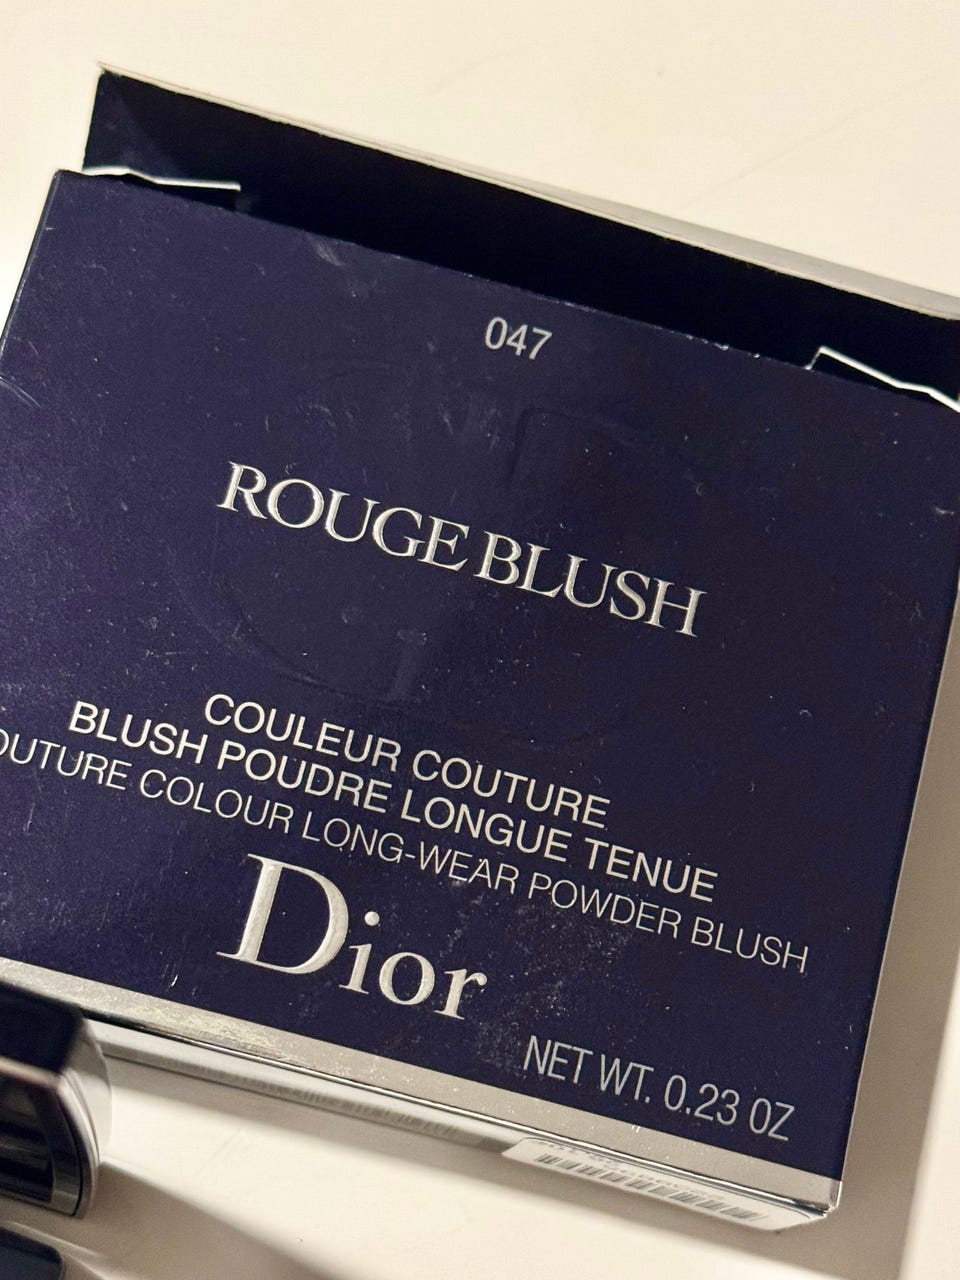 047
ROUGE BLUSH
COULEUR COUTURE
BLUSH POUDRE LONGUE TENUE
OUTURE COLOUR LONG-WEAR POWDER BLUSH
Dior
NET WT. 0.23 OZ